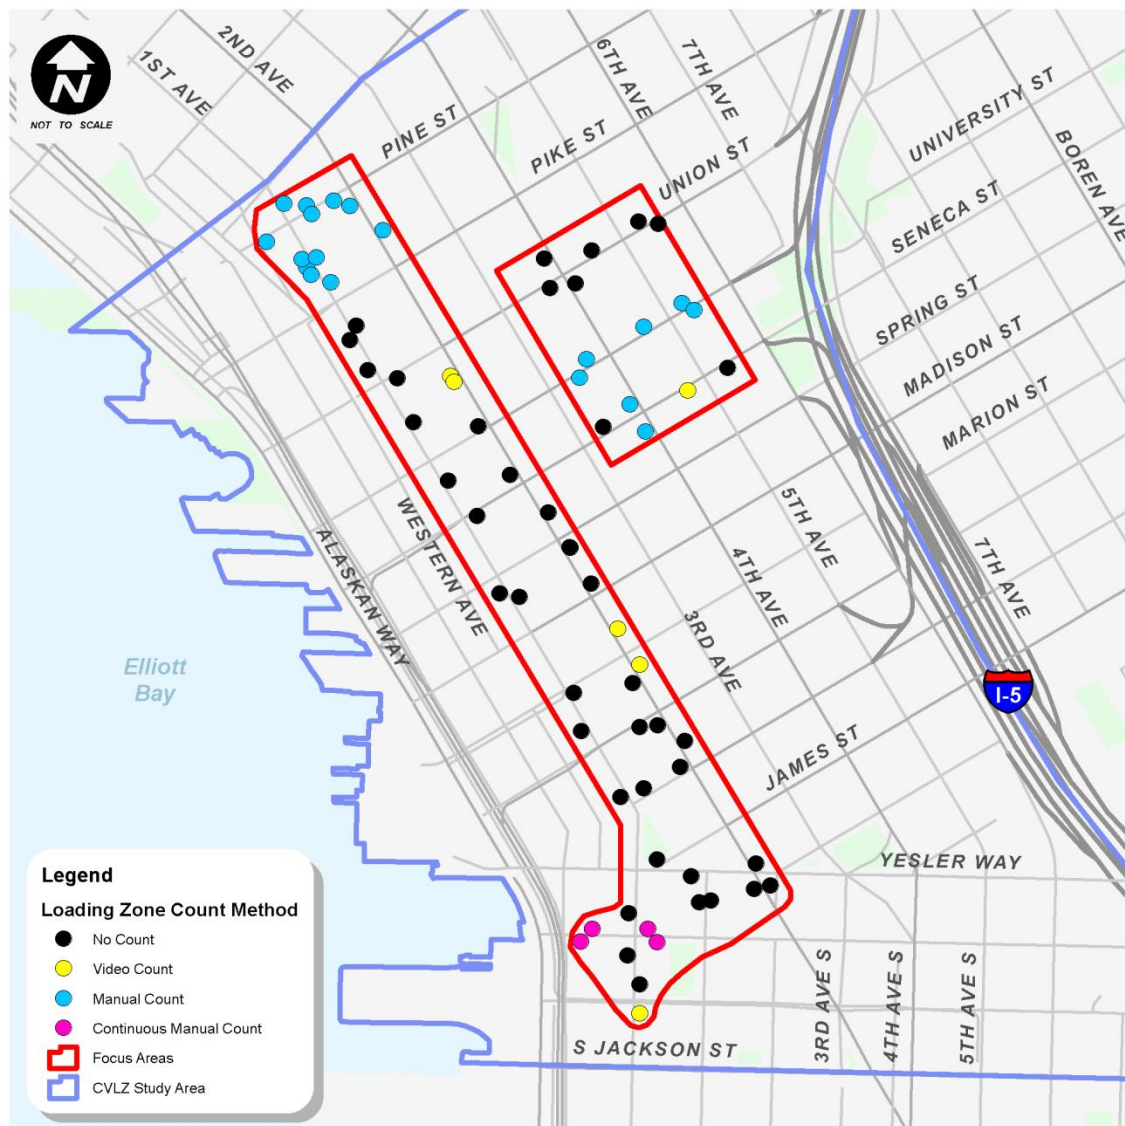 N
NOT TO SCALE
1ST AVE
2ND AVE
PINE ST
6TH AVE
7TH AVE
PIKE ST
UNION ST
UNIVERSITY ST
BOREN AVE
SENECA ST
SPRING ST
MADISON ST
MARION ST
WESTERN AVE
ALASKAN WAY
5TH AVE
4TH AVE
3RD AVE
7TH AVE
Elliott
Bay
I-5
JAMES ST
YESLER WAY
3RD AVE S
4TH AVE S
5TH AVE S
S JACKSON ST
Legend
Loading Zone Count Method
No Count
Video Count
Manual Count
Continuous Manual Count
Focus Areas
CVLZ Study Area